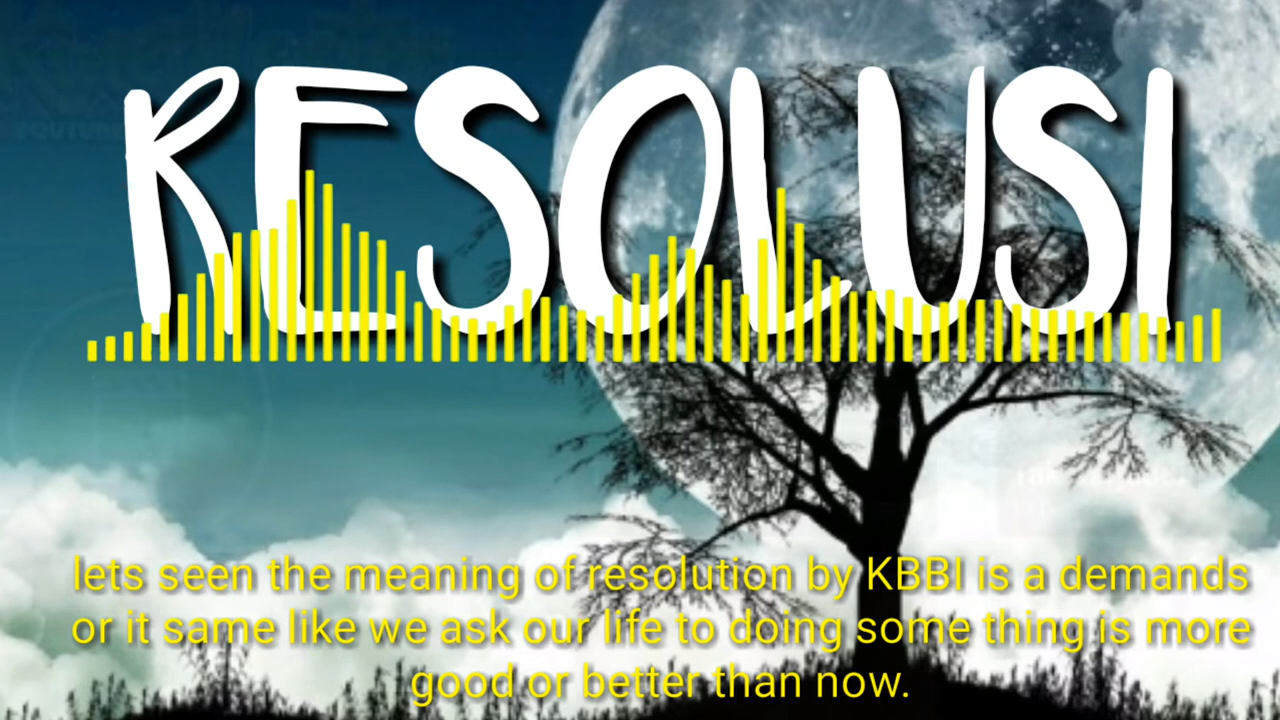 RESOLUSI
lets seen the meaning of resolution by KBBI is a demands
or it same like we ask our life to doing some thing is more
good or better than now.